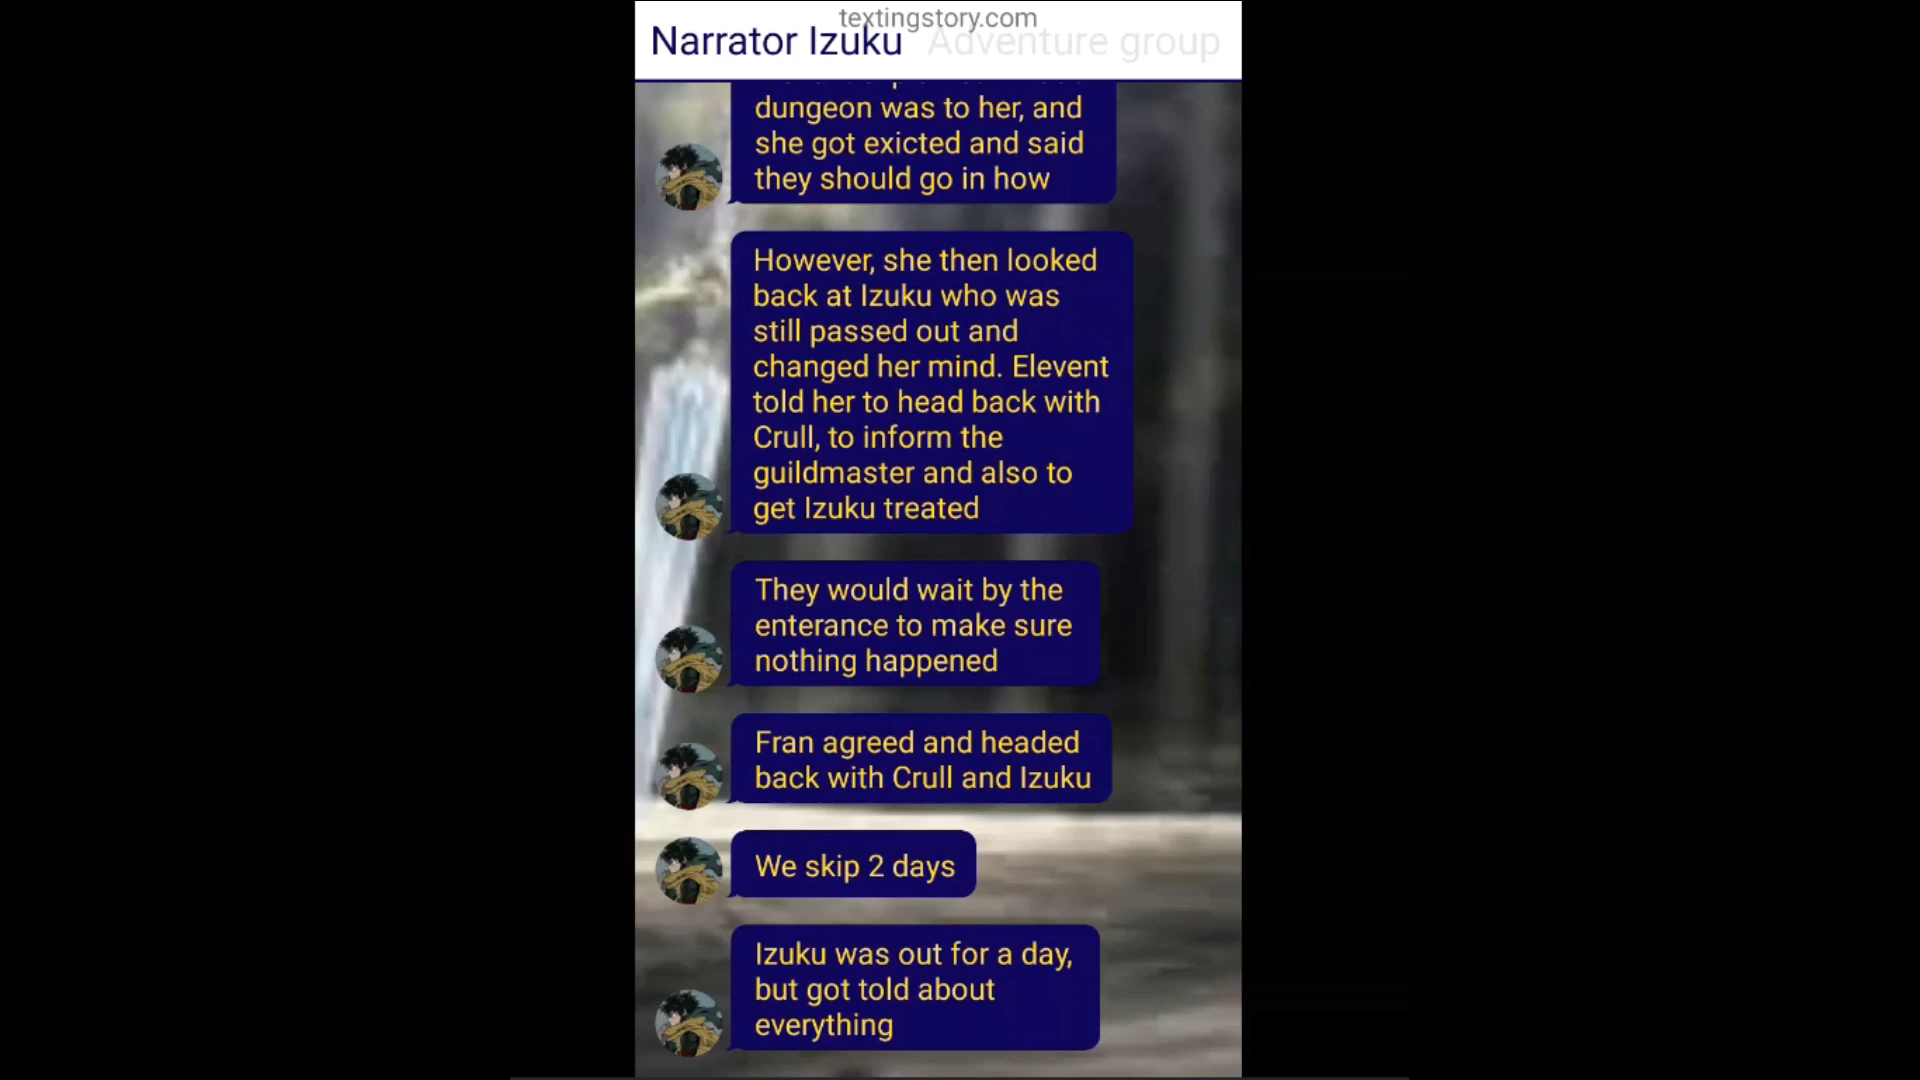 textingstory.com
Narrator Izuku Adventure group
dungeon was to her, and
she got exicted and said
they should go in how
However, she then looked
back at Izuku who was
still passed out and
changed her mind. Elevent
told her to head back with
Crull, to inform the
guildmaster and also to
get Izuku treated
They would wait by the
enterance to make sure
nothing happened
Fran agreed and headed
back with Crull and Izuku
We skip 2 days
Izuku was out for a day,
but got told about
everything